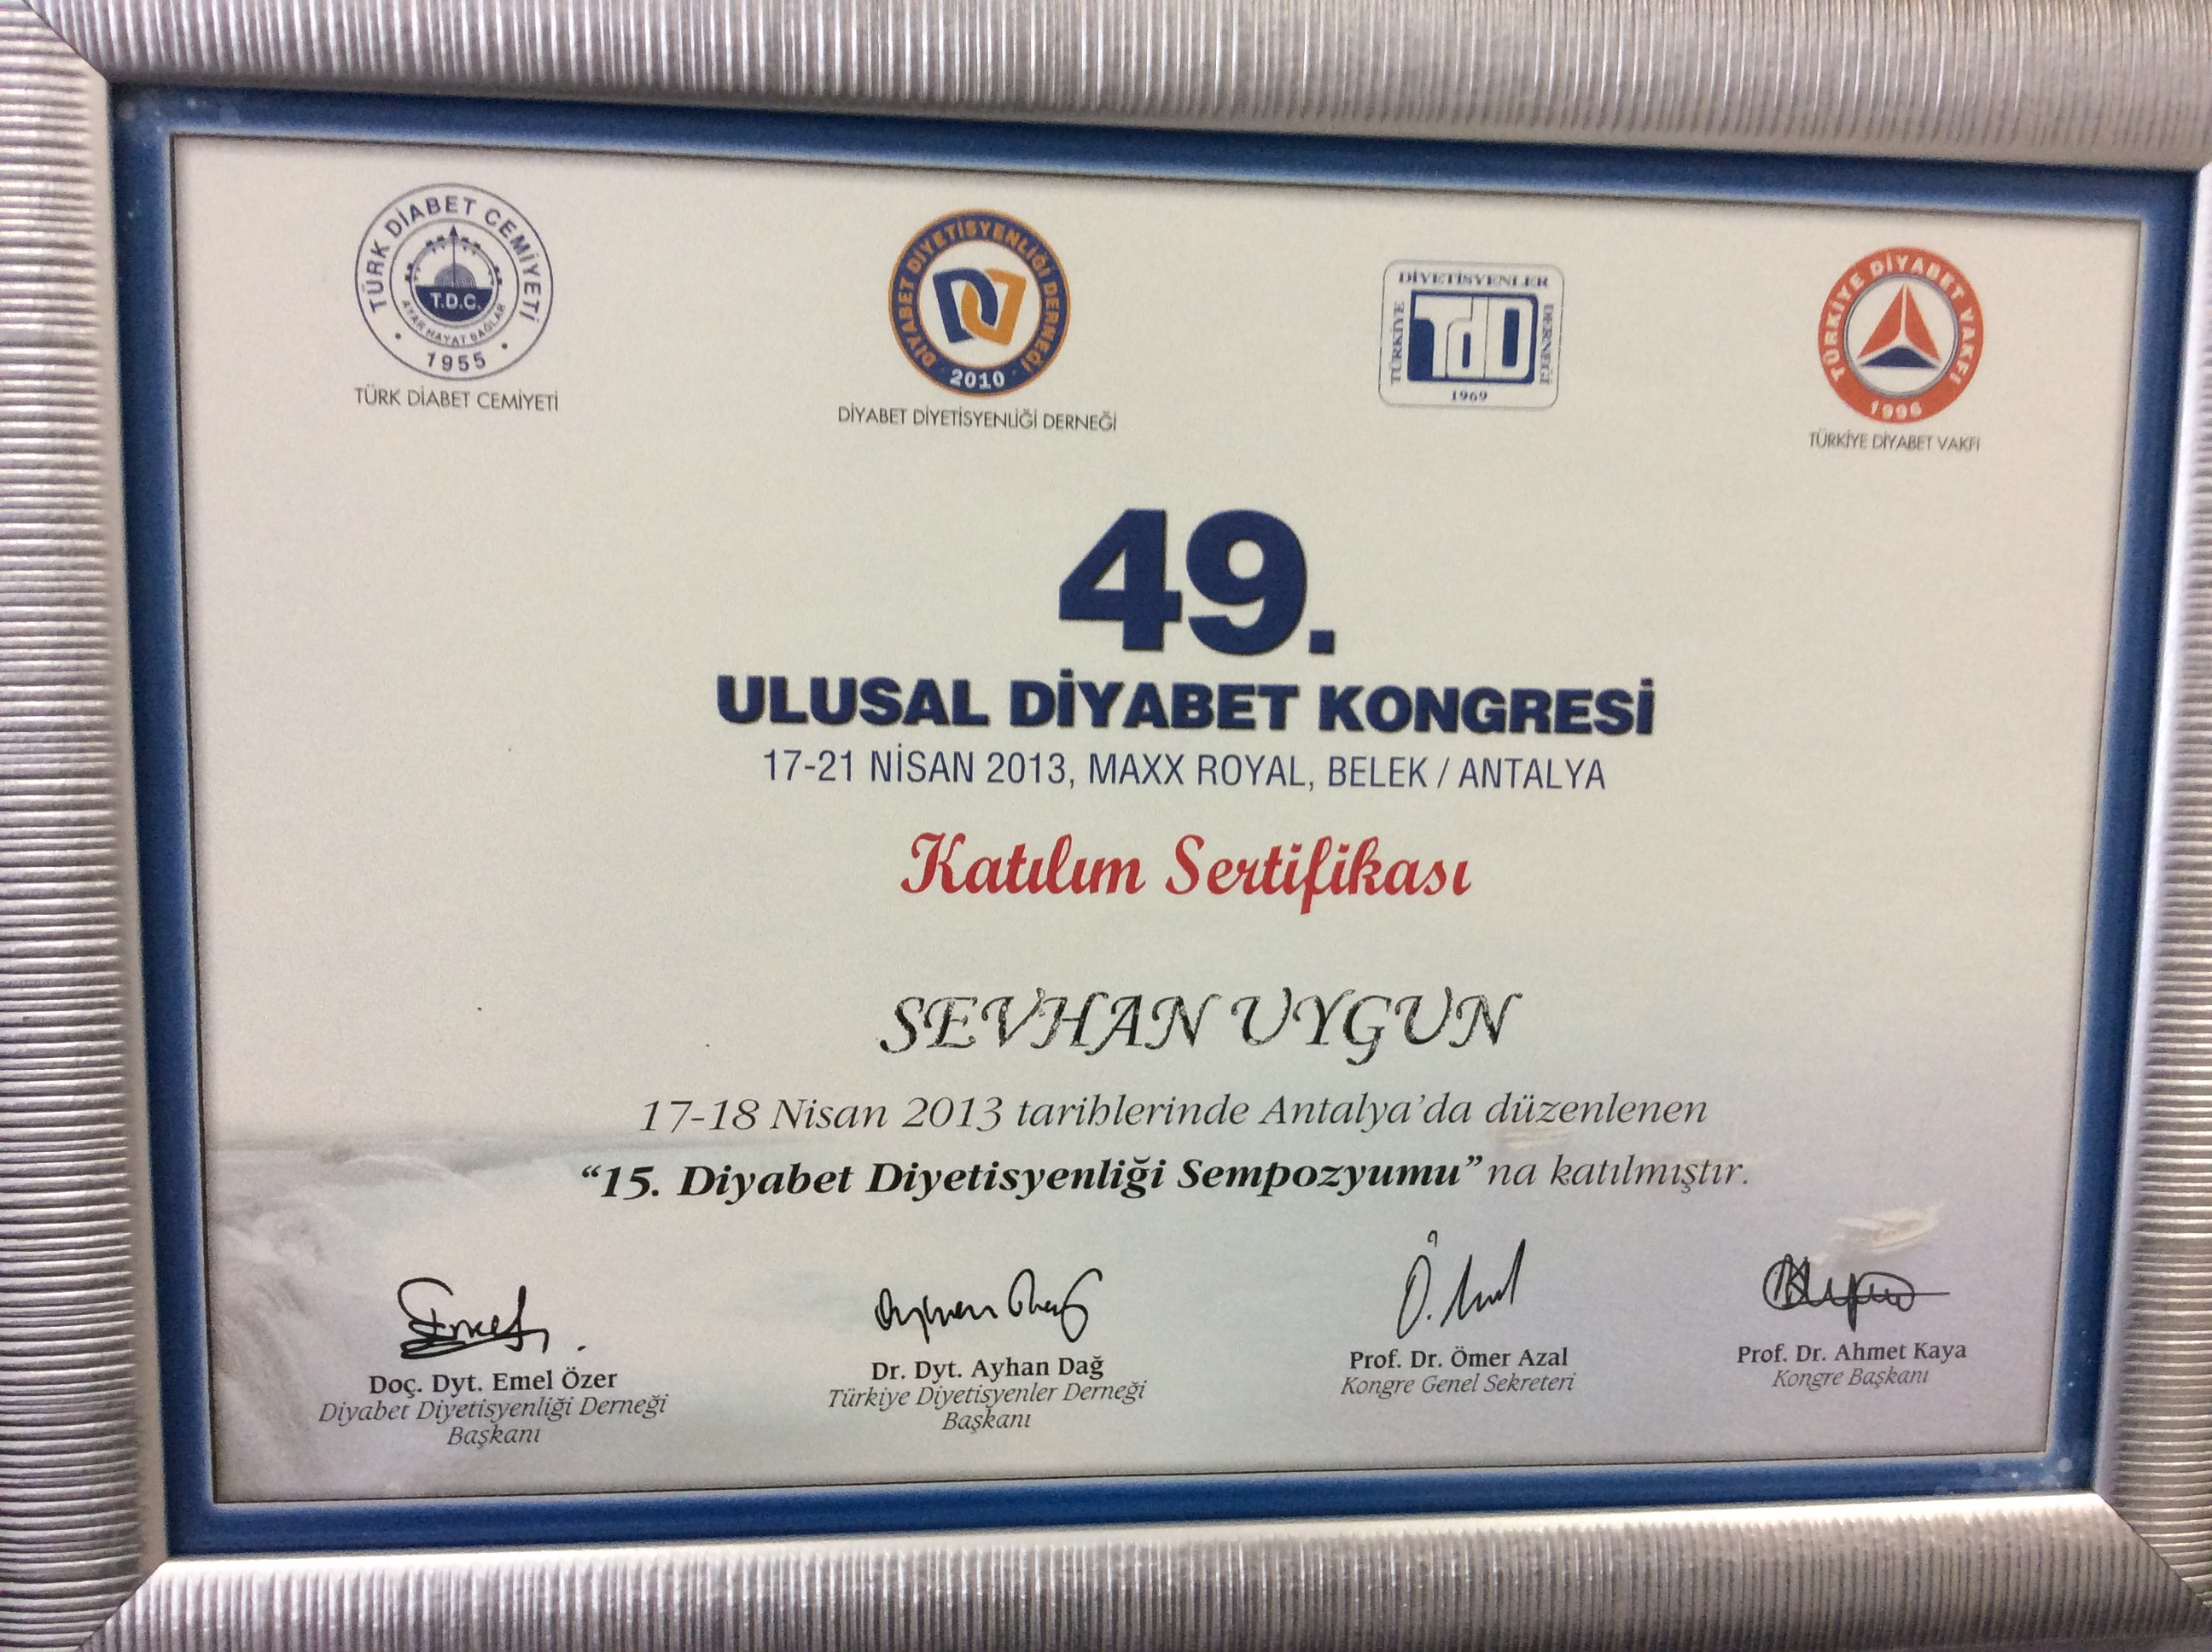 TÜRK DİABET CEMİYETİ
T.D.C.
AYAR HAYAT SAĞLAR
1955
TÜRK DİABET CEMİYETİ
DİYABET DİYETİSYENLİĞİ DERNEĞİ
2010
DİYABET DİYETİSYENLİĞİ DERNEĞİ
TÜRKİYE DİYETİSYENLER DERNEĞİ
TDD
1969
TÜRKİYE DİYABET VAKFI
1996
TÜRKİYE DİYABET VAKFI
49.
ULUSAL DİYABET KONGRESİ
17-21 NİSAN 2013, MAXX ROYAL, BELEK / ANTALYA
Katılım Sertifikası
SEVHAN UYGUN
17-18 Nisan 2013 tarihlerinde Antalya'da düzenlenen
“15. Diyabet Diyetisyenliği Sempozyumu” na katılmıştır.
Doç. Dyt. Emel Özer
Diyabet Diyetisyenliği Derneği
Başkanı
Dr. Dyt. Ayhan Dağ
Türkiye Diyetisyenler Derneği
Başkanı
Prof. Dr. Ömer Azal
Kongre Genel Sekreteri
Prof. Dr. Ahmet Kaya
Kongre Başkanı